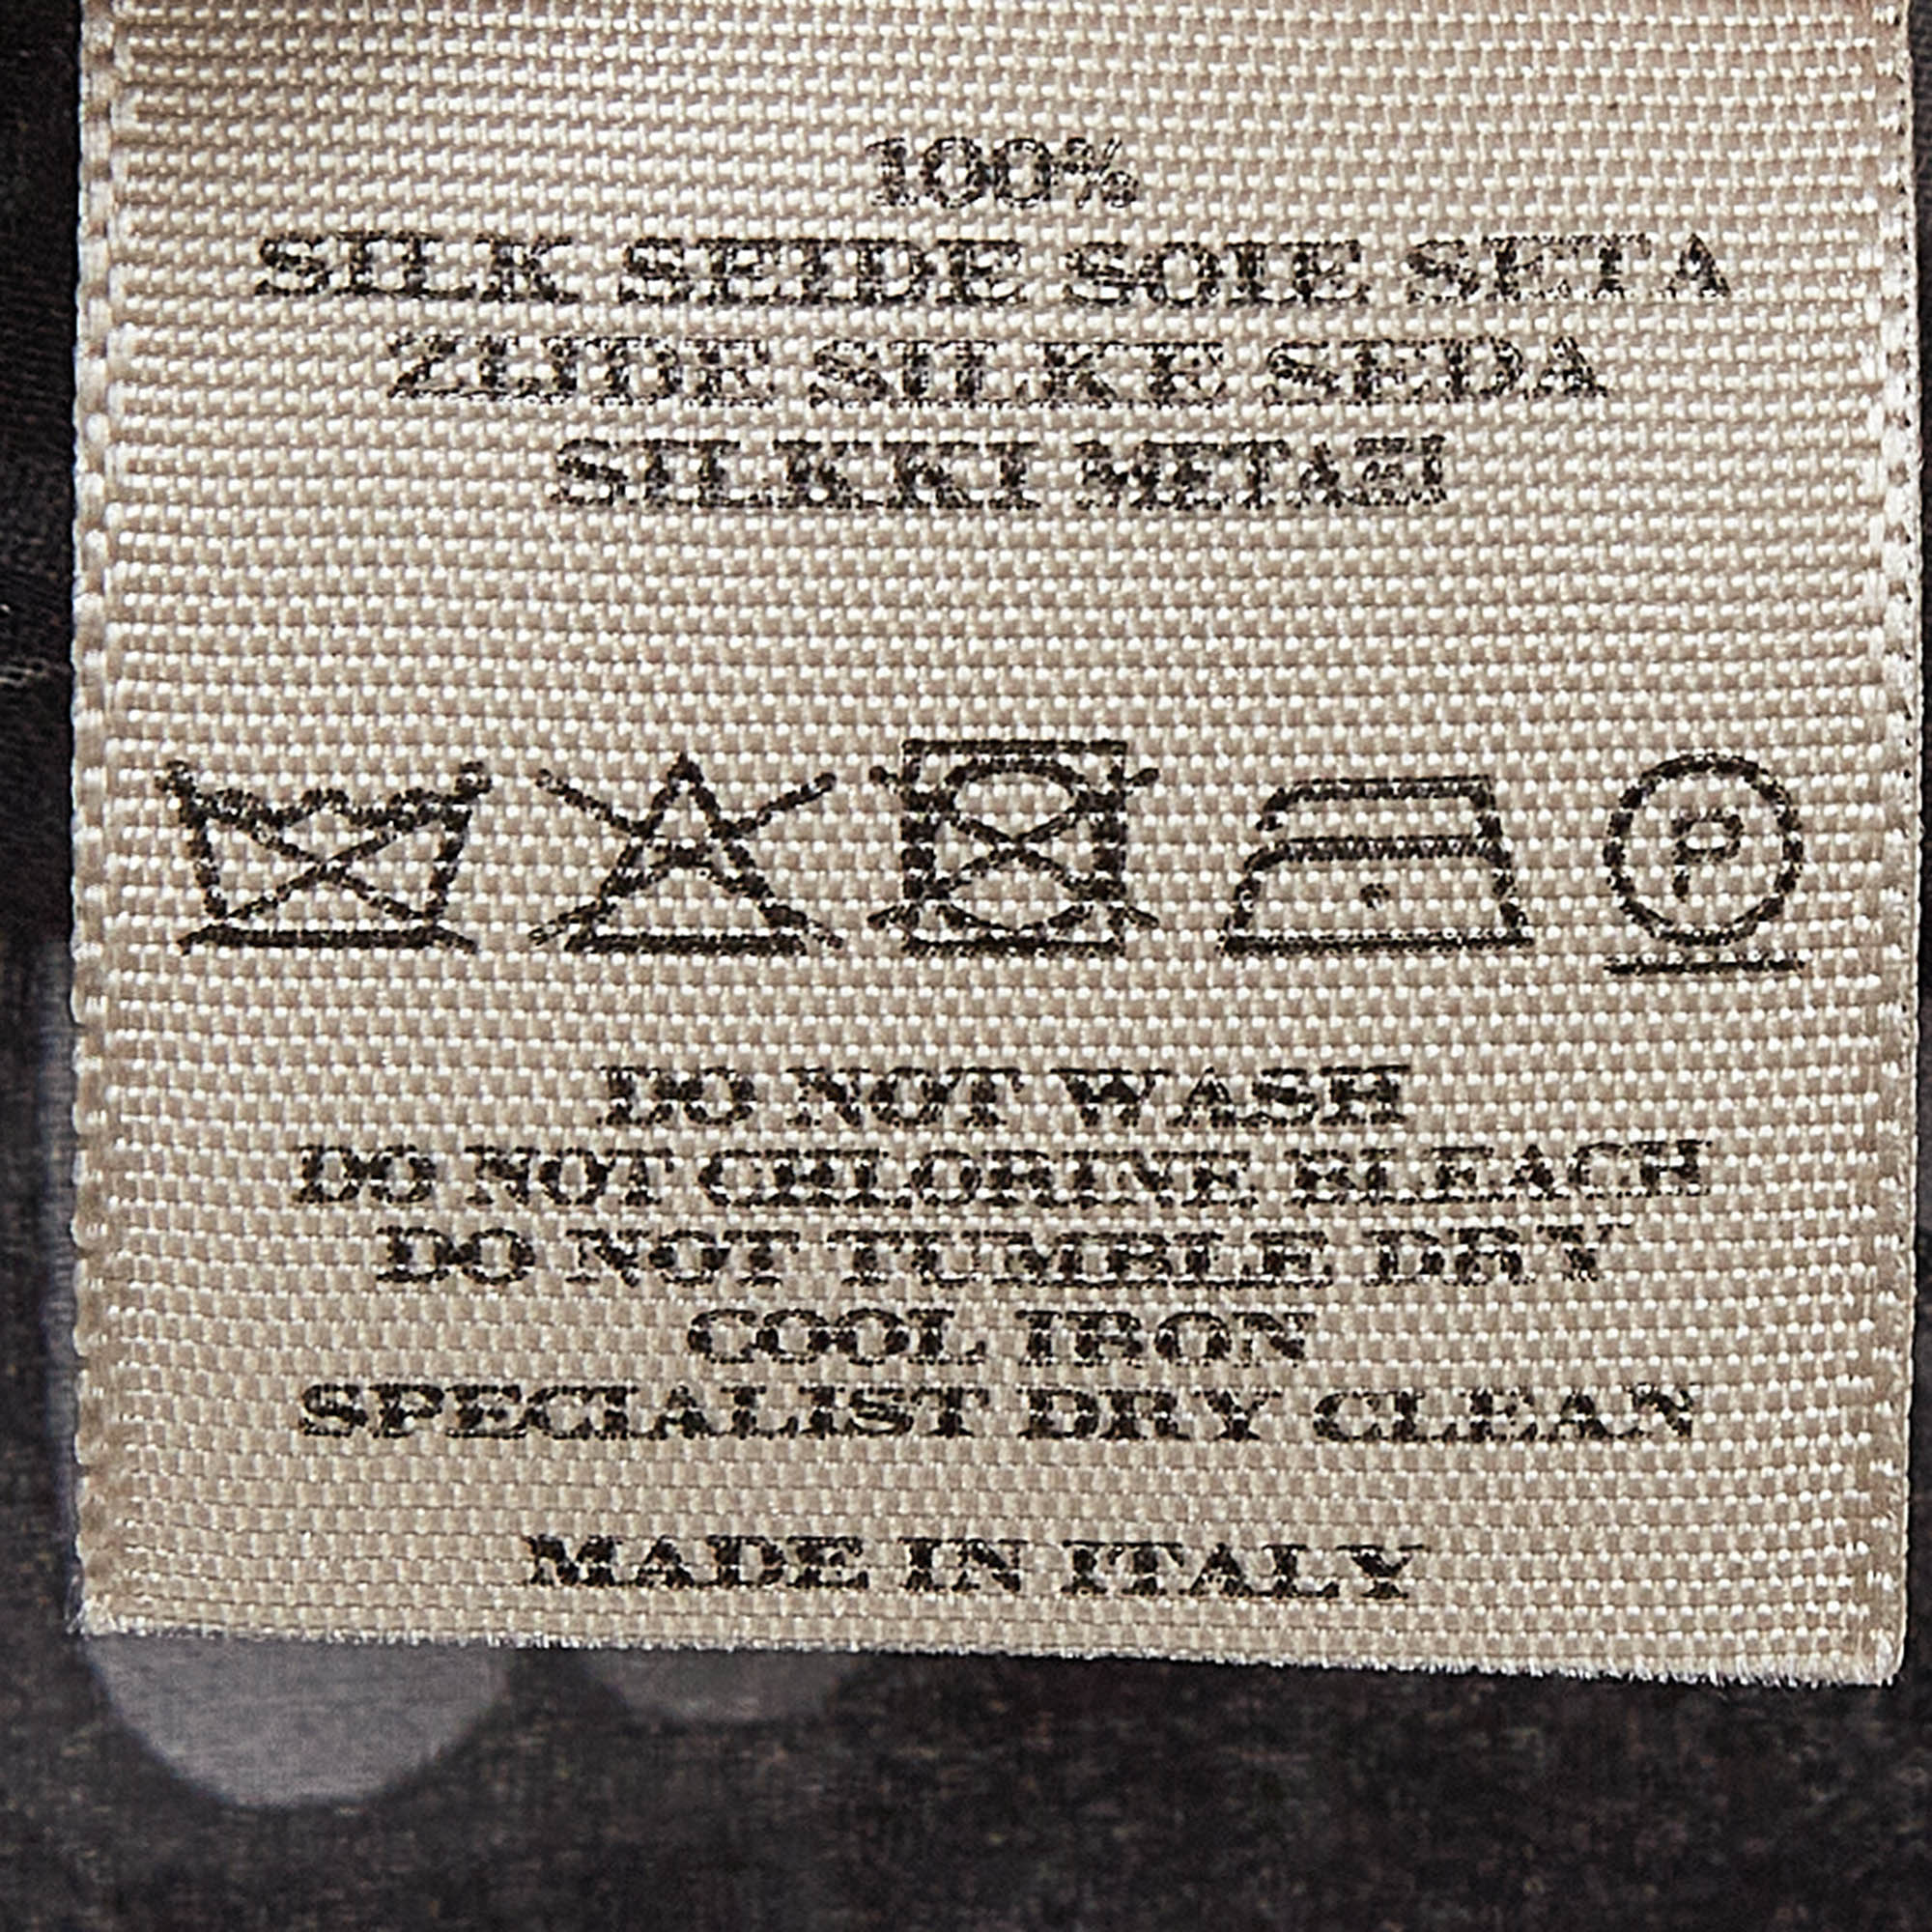 100%
SILK SEIDE SOIE SETA
ZIJDE SILKE SEDA
SILKKI ΜΕΤΑΞΙ
P
DO NOT WASH
DO NOT CHLORINE BLEACH
DO NOT TUMBLE DRY
COOL IRON
SPECIALIST DRY CLEAN
MADE IN ITALY